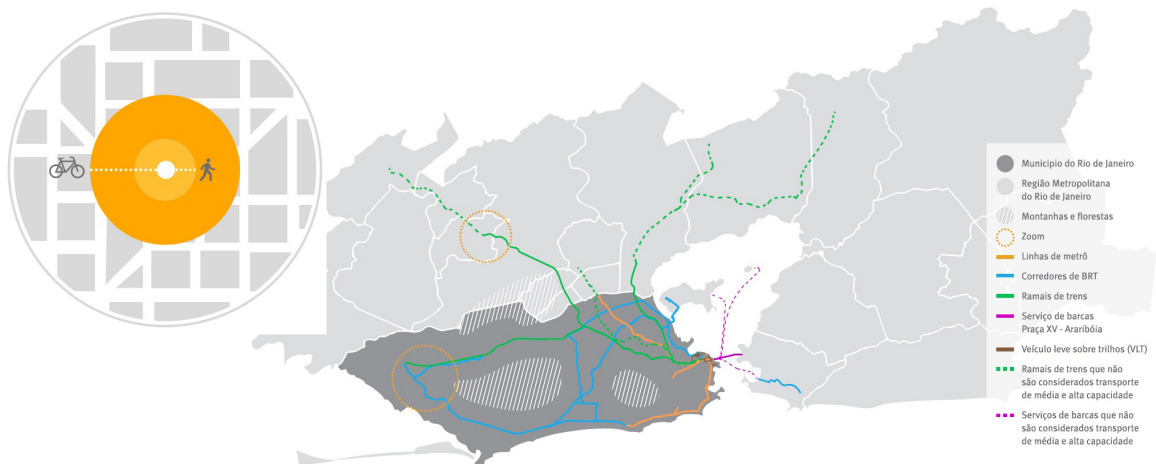 Municipio do Rio de Janeiro
Região Metropolitana
do Rio de Janeiro
Montanhas e florestas
Zoom
Linhas de metrô
Corredores de BRT
Ramais de trens
Serviço de barcas
Praça XV - Araribóia
Veículo leve sobre trilhos (VLT)
Ramais de trens que não
são considerados transporte
de média e alta capacidade
Serviços de barcas que não
são considerados transporte
de média e alta capacidade